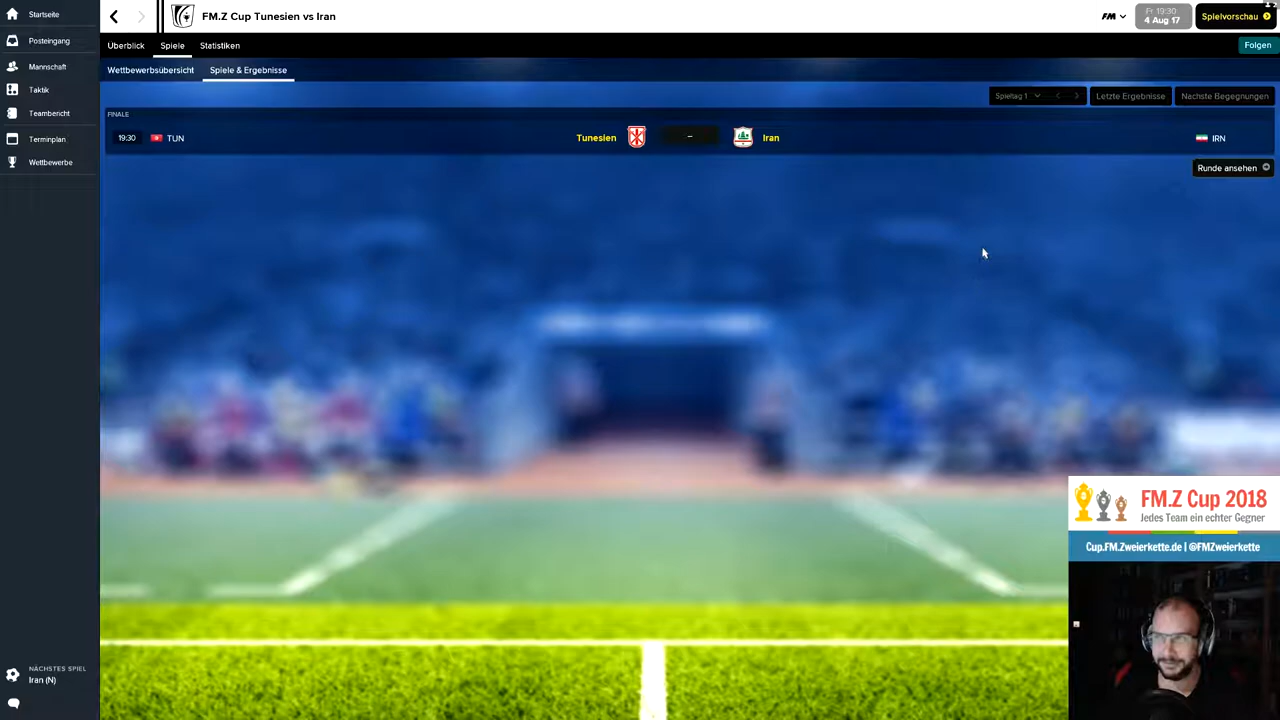 Startseite
Posteingang
Mannschaft
Taktik
Teambericht
Terminplan
Wettbewerbe
NÄCHSTES SPIEL
Iran (N)
FM.Z Cup Tunesien vs Iran
FM
Fr 19:30
4 Aug 17
2
Spielvorschau
Überblick
Spiele
Statistiken
Folgen
Wettbewerbsübersicht
Spiele & Ergebnisse
Spieltag 1
Letzte Ergebnisse
Nächste Begegnungen
FINALE
19:30 TUN Tunesien – Iran IRN
Runde ansehen
FM.Z Cup 2018
Jedes Team ein echter Gegner
Cup.FM.Zweierkette.de | @FMZweierkette